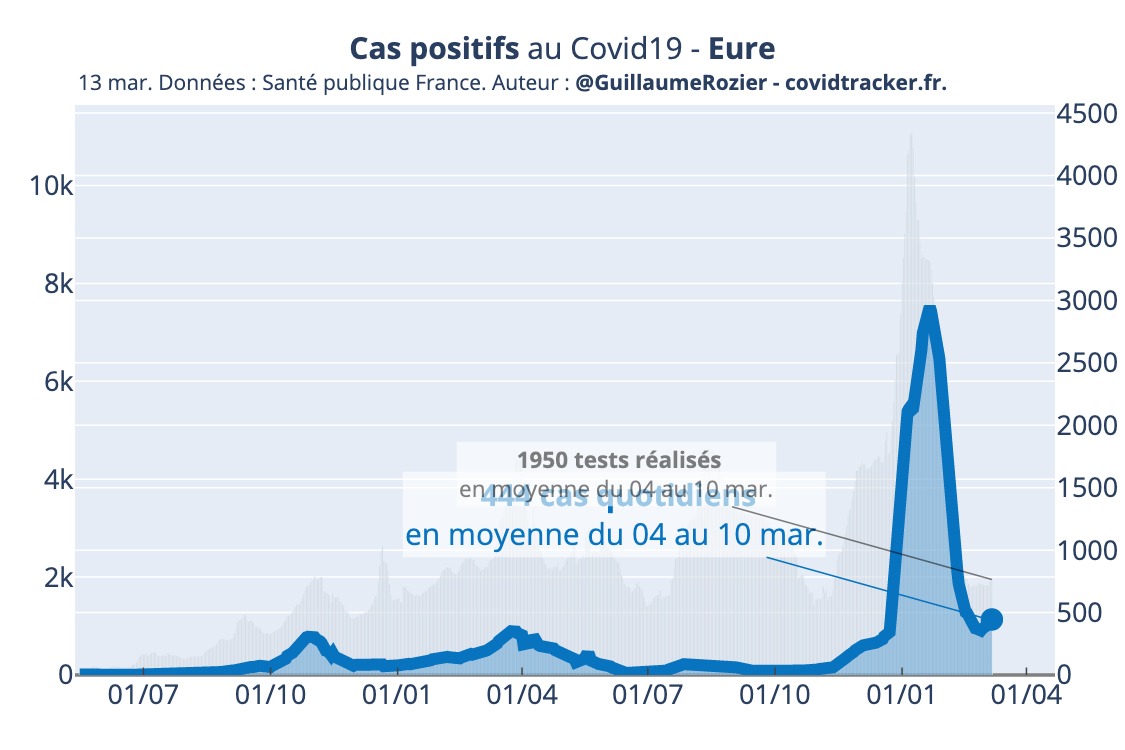 Cas positifs au Covid19 - Eure
13 mar. Données : Santé publique France. Auteur : @GuillaumeRozier - covidtracker.fr.
4500
4000
3500
3000
2500
2000
1500
1000
500
0
10k
8k
6k
4k
2k
0
1950 tests réalisés
en moyenne du 04 au 10 mar.
444 cas quotidiens
en moyenne du 04 au 10 mar.
01/07 01/10 01/01 01/04 01/07 01/10 01/01 01/04